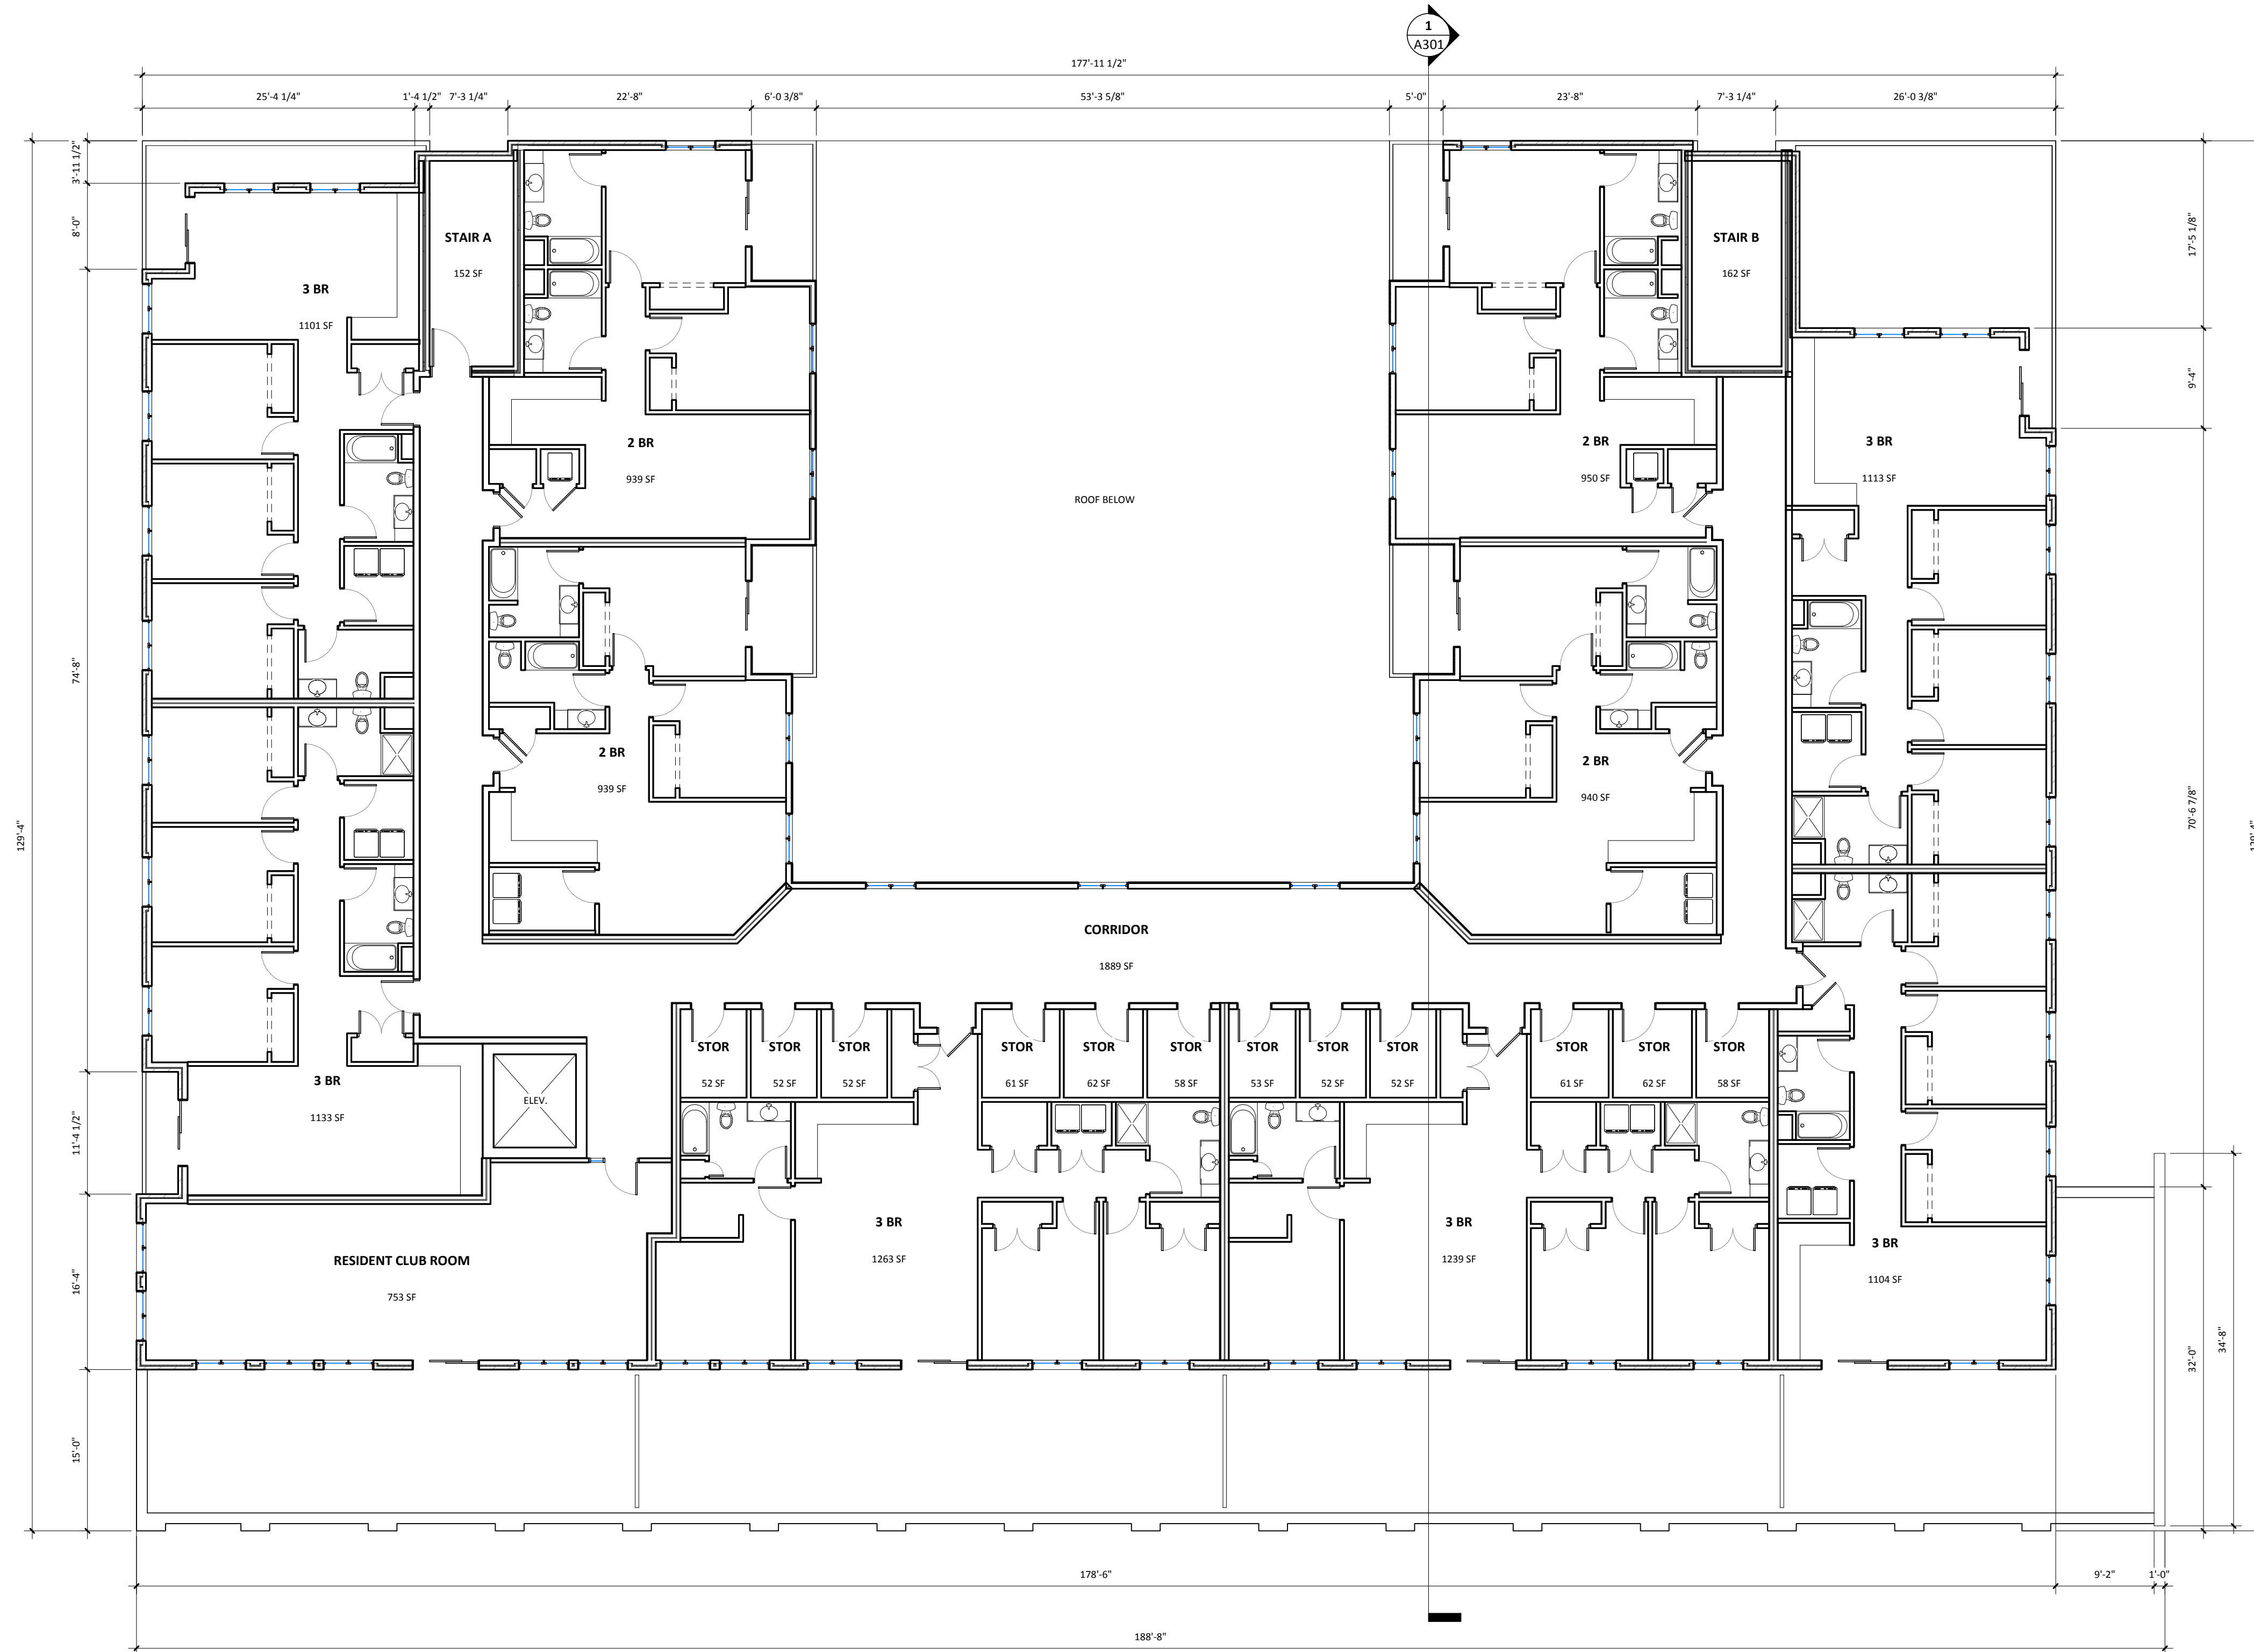 1
A301
177'-11 1/2"
25'-4 1/4"
1'-4 1/2"
7'-3 1/4"
22'-8"
6'-0 3/8"
53'-3 5/8"
5'-0"
23'-8"
7'-3 1/4"
26'-0 3/8"
3'-11 1/2"
8'-0"
74'-8"
129'-4"
11'-4 1/2"
16'-4"
15'-0"
17'-5 1/8"
9'-4"
70'-6 7/8"
129'-4"
34'-8"
32'-0"
STAIR A
152 SF
STAIR B
162 SF
3 BR
1101 SF
2 BR
939 SF
ROOF BELOW
2 BR
950 SF
3 BR
1113 SF
2 BR
939 SF
2 BR
940 SF
CORRIDOR
1889 SF
STOR
52 SF
STOR
52 SF
STOR
52 SF
STOR
61 SF
STOR
62 SF
STOR
58 SF
STOR
53 SF
STOR
52 SF
STOR
52 SF
STOR
61 SF
STOR
62 SF
STOR
58 SF
3 BR
1133 SF
ELEV.
3 BR
1263 SF
3 BR
1239 SF
3 BR
1104 SF
RESIDENT CLUB ROOM
753 SF
178'-6"
9'-2"
1'-0"
188'-8"